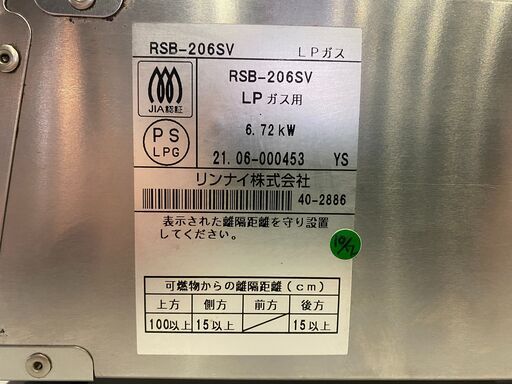 RSB-206SV LPガス
JIA認証
RSB-206SV
LPガス用
PS
LPG
6.72kW
21.06-000453 YS
リンナイ株式会社
40-2886
表示された離隔距離を守り設置
してください。
10/7
可燃物からの離隔距離(cm)
上方 側方 前方 後方
100以上 15以上 15以上